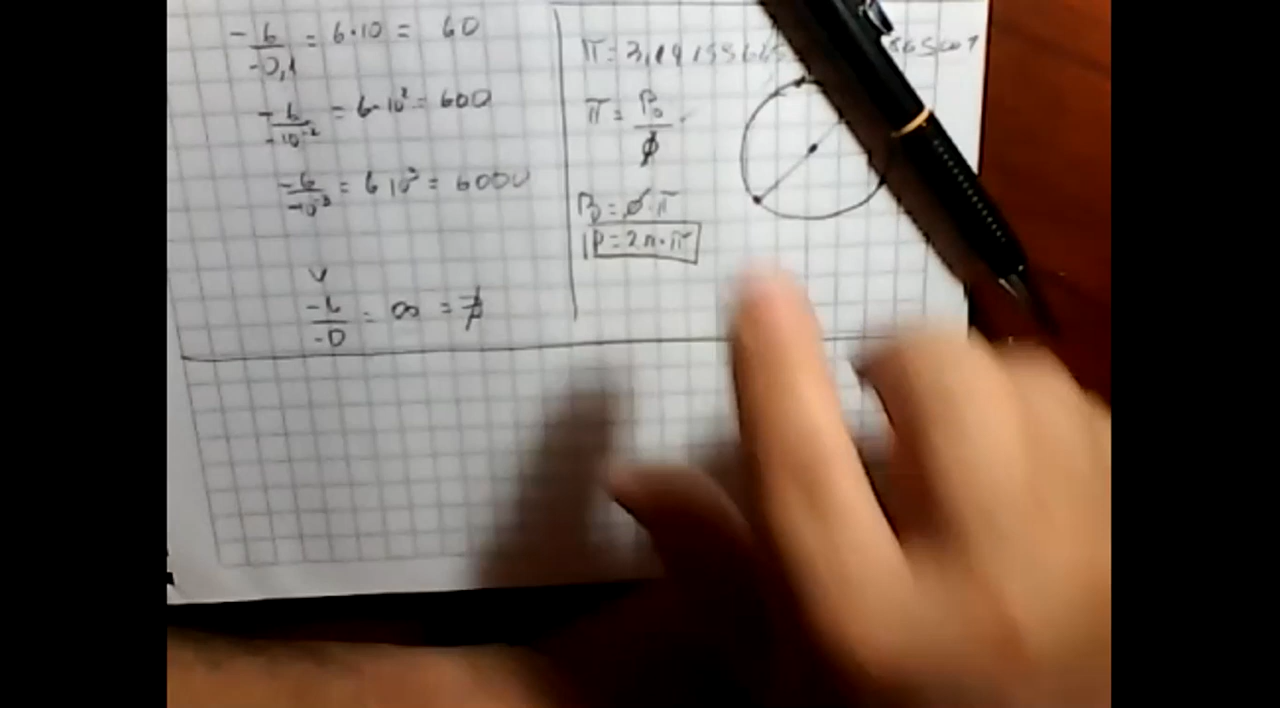 -6/-0,1 = 6·10 = 60
-6/-10⁻² = 6·10² = 600
-6/-10⁻³ = 6 10³ = 6000
-6/-0 = ∞ = ∄
π = 3,14159265
π = P₀/∅
P₀ = ∅·π
P = 2r·π